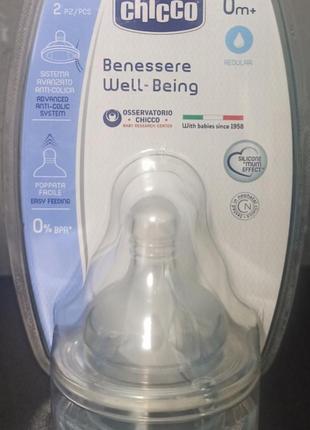 2 PZ/PCS
chicco
0m+
REGULAR
SISTEMA
AVANZATO
ANTI-COLICA
ADVANCED
ANTI-COLIC
SYSTEM
POPPATA
FACILE
EASY FEEDING
0% BPA*
Benessere
Well-Being
OSSERVATORIO
CHICCO
BABY RESEARCH CENTER
With babies since 1958
SILICONE
"MUM
EFFECT"